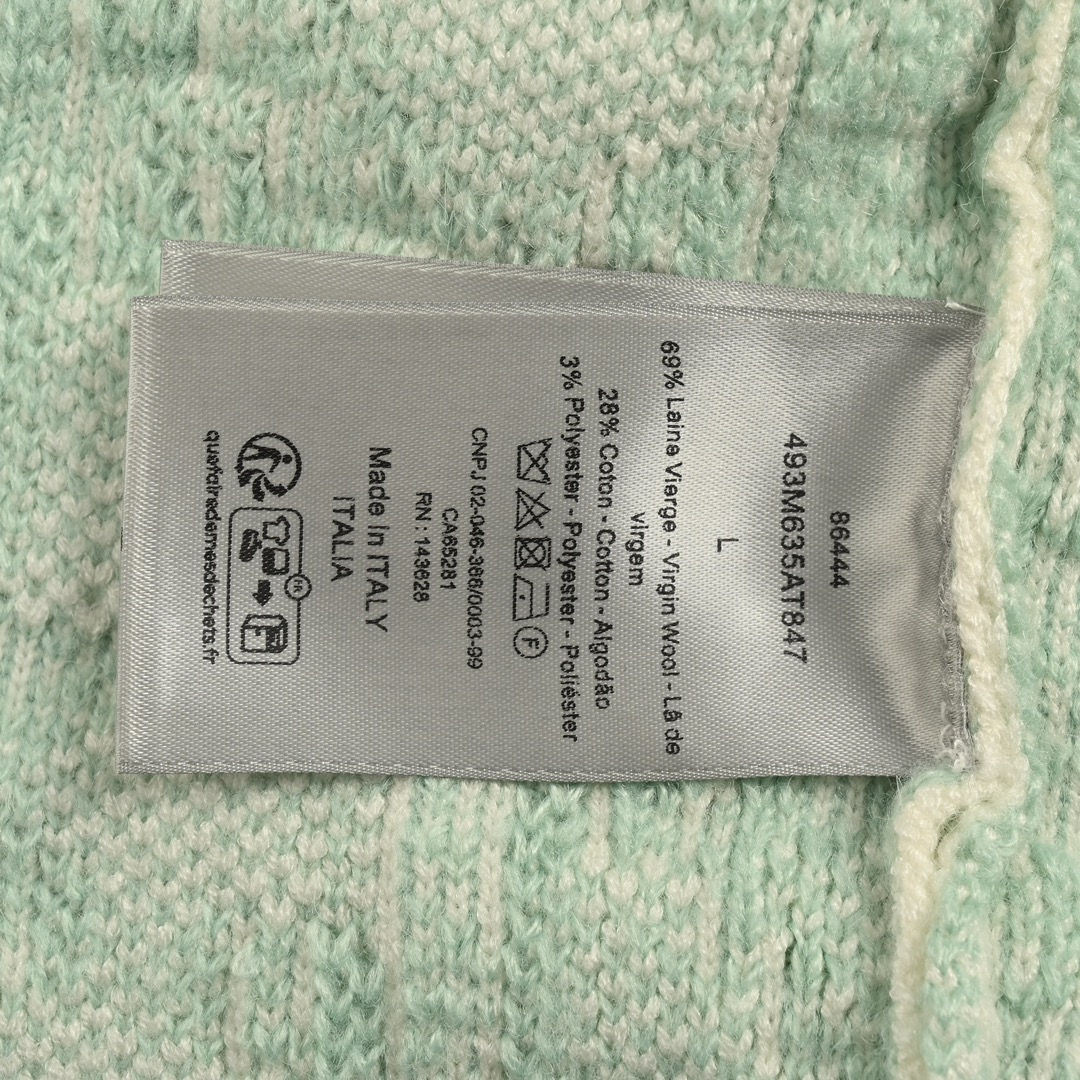 86444
493M635AT847
L
69% Laine Vierge - Virgin Wool - Lã de
virgem
28% Coton - Cotton - Algodão
3% Polyester - Polyester - Poliéster
F
CNPJ 02-046-366/0003-99
CA65281
RN : 143628
Made in ITALY
ITALIA
FR
quefairedemesdechets.fr